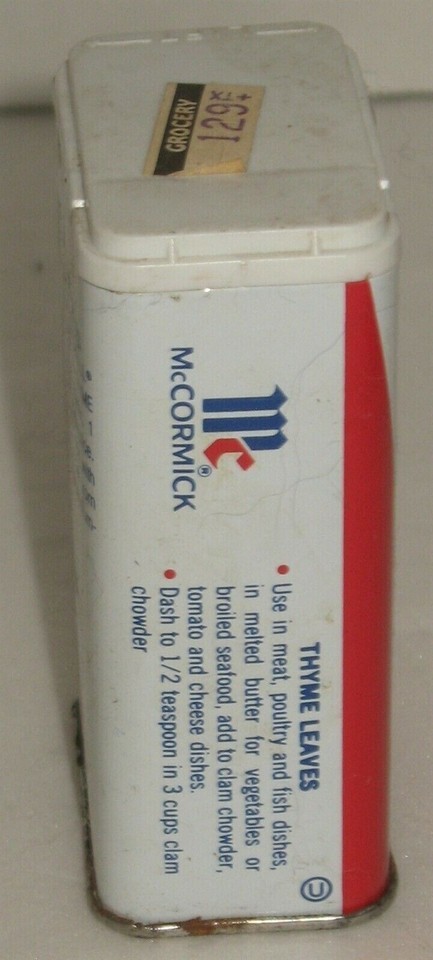 GROCERY
129¢
Mc
McCORMICK®
THYME LEAVES
• Use in meat, poultry and fish dishes,
in melted butter for vegetables or
broiled seafood, add to clam chowder,
tomato and cheese dishes.
• Dash to 1/2 teaspoon in 3 cups clam
chowder
U